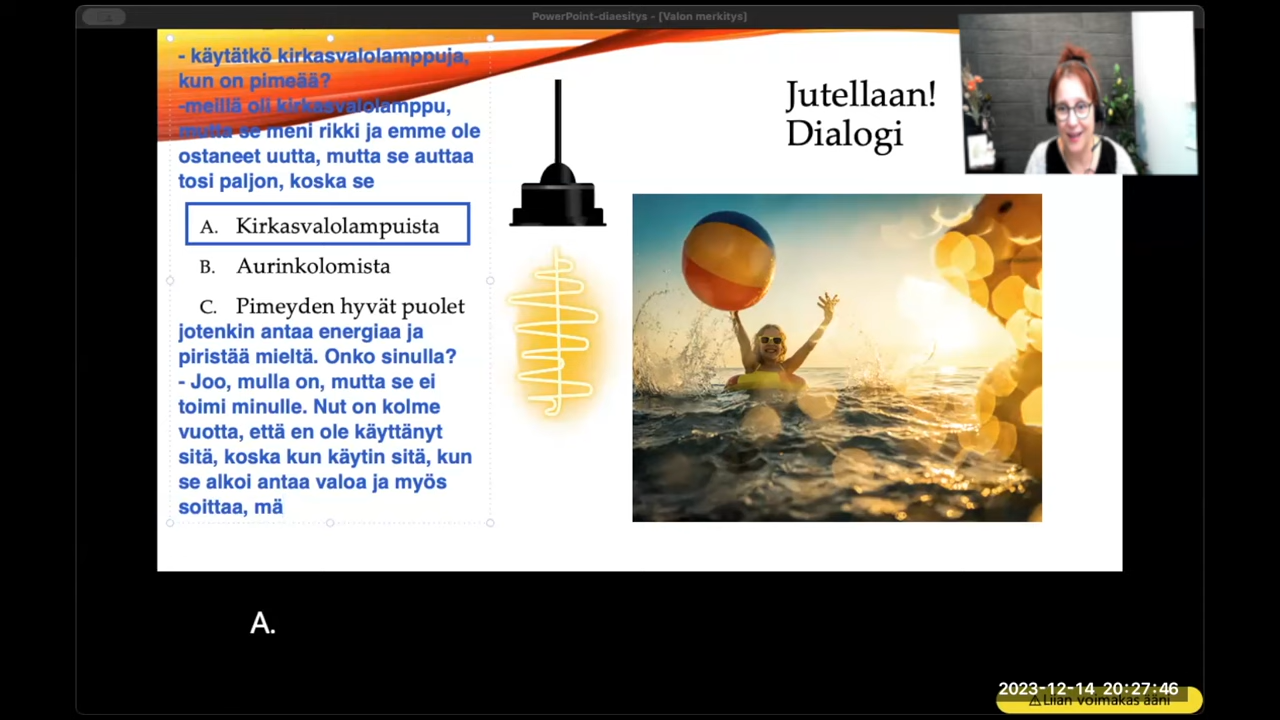 PowerPoint-diaesitys - [Valon merkitys]
- käytätkö kirkasvalolamppuja,
kun on pimeää?
-meillä oli kirkasvalolamppu,
mutta se meni rikki ja emme ole
ostaneet uutta, mutta se auttaa
tosi paljon, koska se
A. Kirkasvalolampuista
B. Aurinkolomista
C. Pimeyden hyvät puolet
jotenkin antaa energiaa ja
piristää mieltä. Onko sinulla?
- Joo, mulla on, mutta se ei
toimi minulle. Nut on kolme
vuotta, että en ole käyttänyt
sitä, koska kun käytin sitä, kun
se alkoi antaa valoa ja myös
soittaa, mä
Jutellaan!
Dialogi
A.
2023-12-14 20:27:46
⚠Liian voimakas ääni